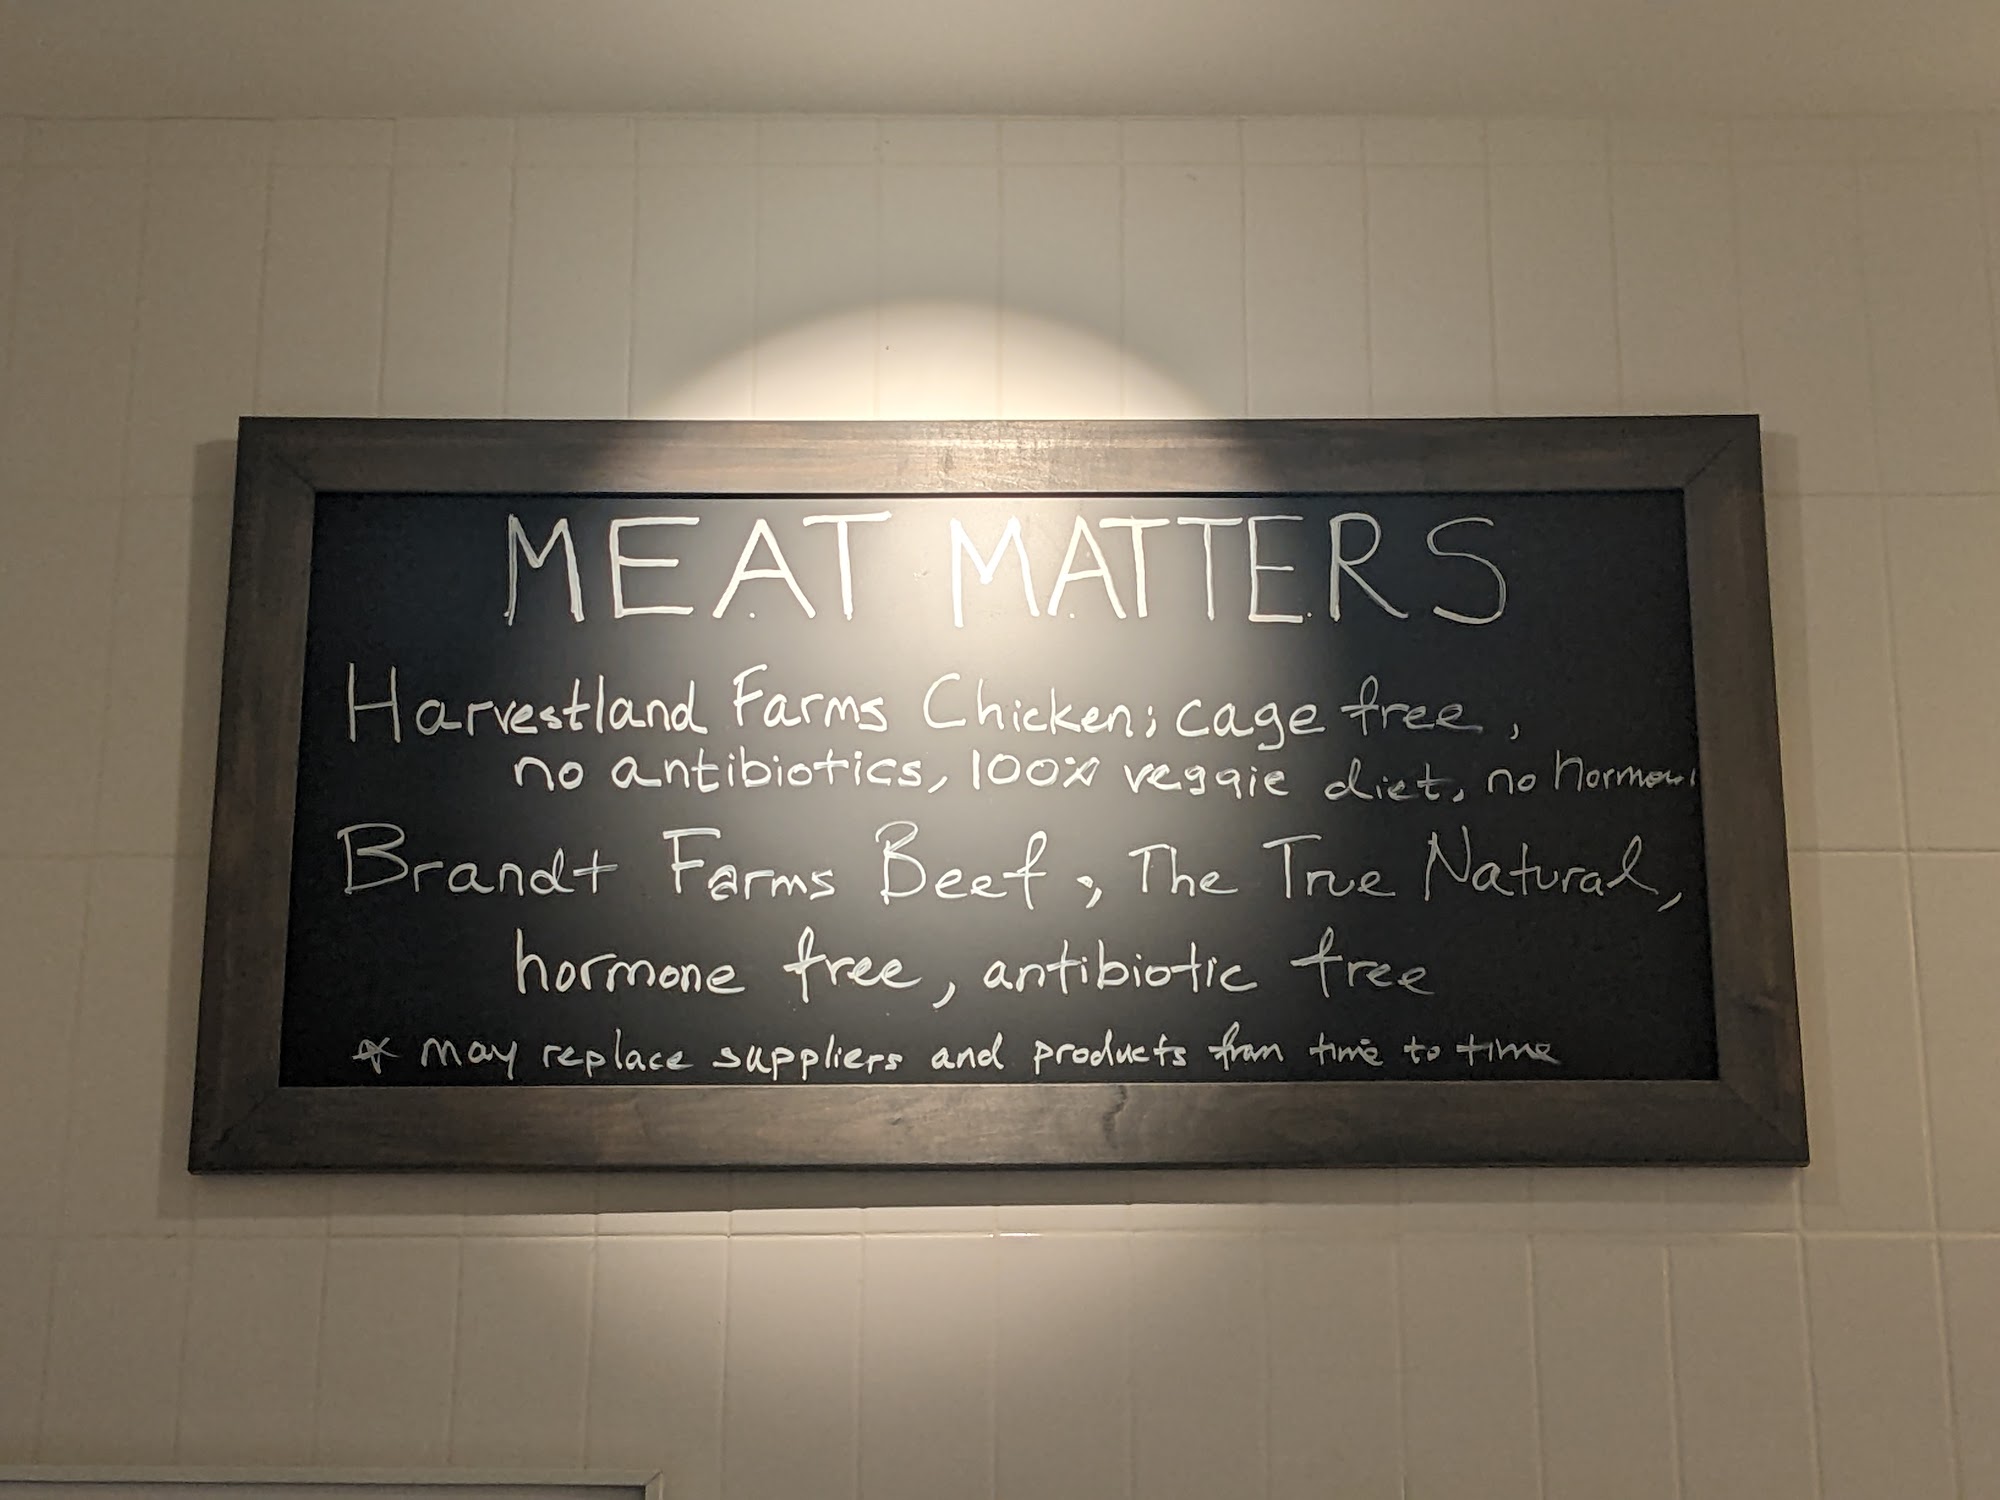 MEAT MATTERS
Harvestland Farms Chicken; cage free,
no antibiotics, 100% veggie diet, no
Brandt Farms Beef; The True Natural,
hormone free, antibiotic free
* may replace suppliers and products from time to time